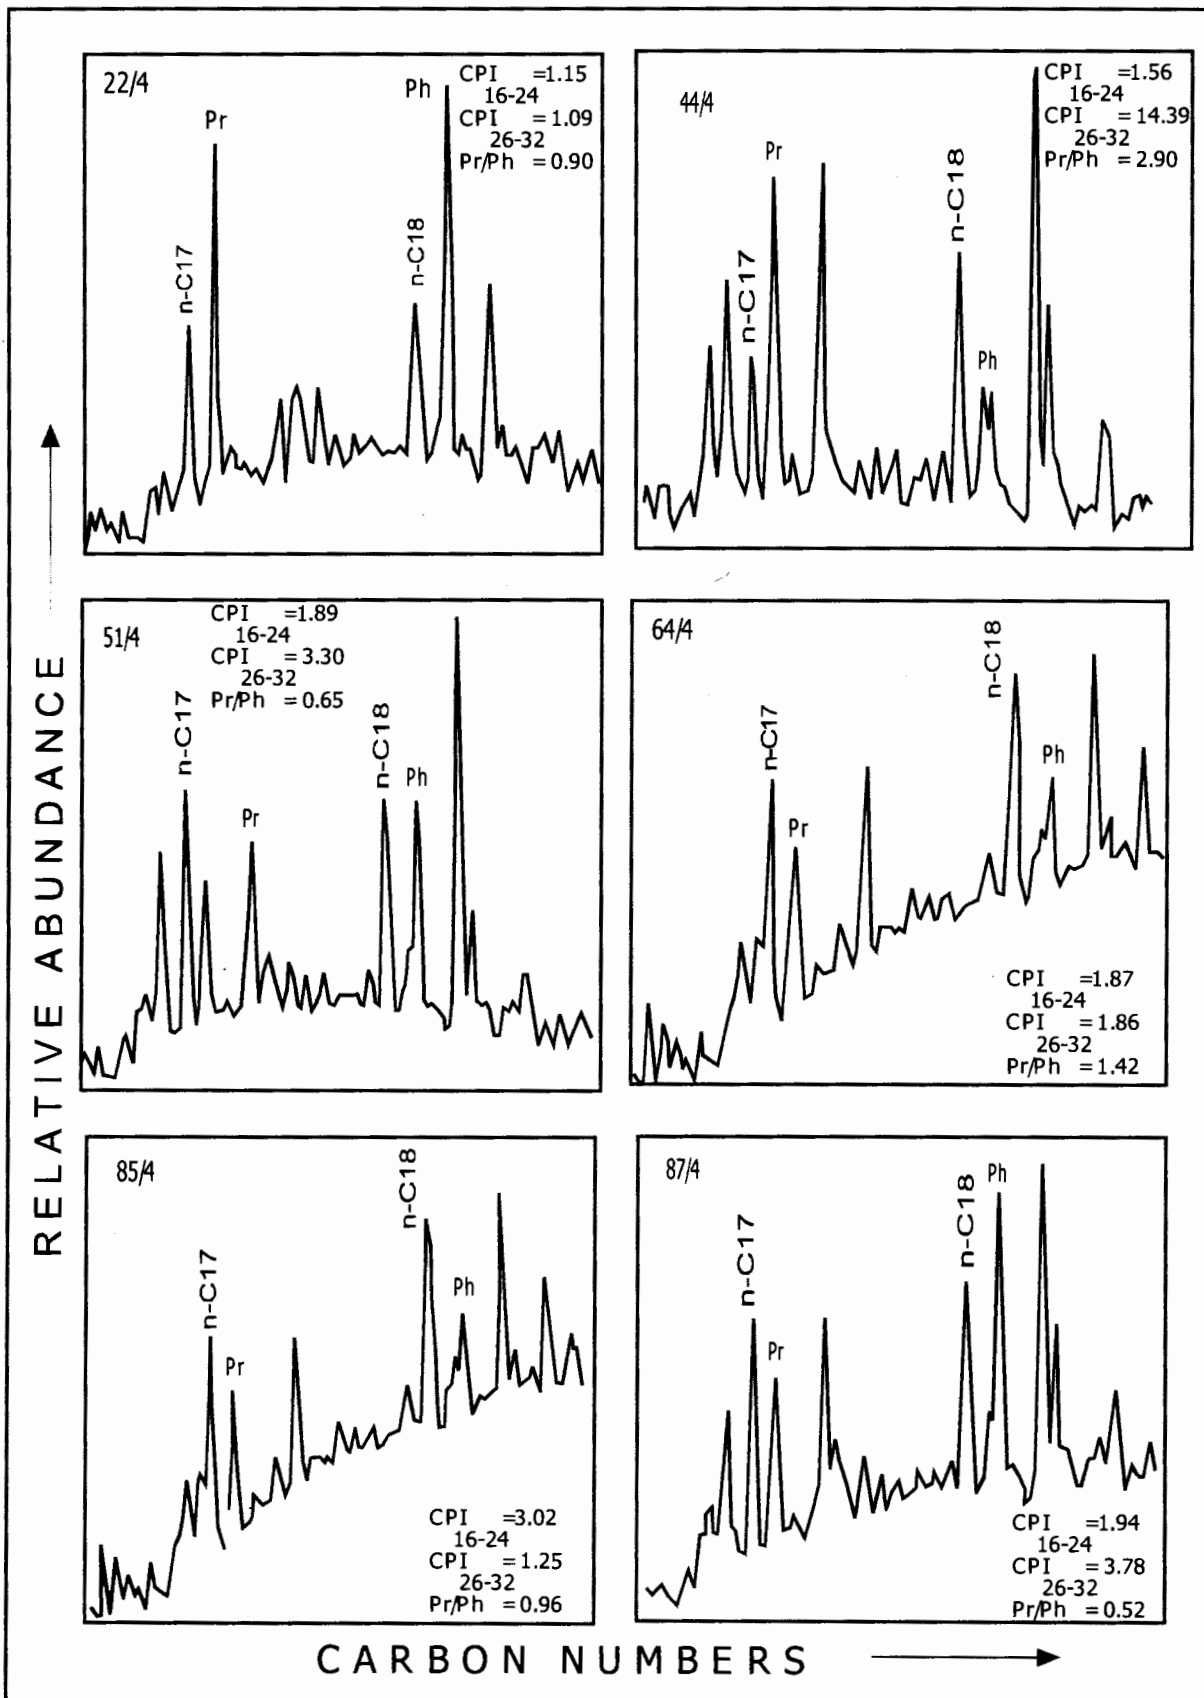 RELATIVE ABUNDANCE
22/4
Pr
n-C17
n-C18
Ph
CPI =1.15
16-24
CPI =1.09
26-32
Pr/Ph =0.90
44/4
n-C17
Pr
n-C18
Ph
CPI =1.56
16-24
CPI =14.39
26-32
Pr/Ph =2.90
51/4
CPI =1.89
16-24
CPI =3.30
26-32
Pr/Ph =0.65
n-C17
Pr
n-C18
Ph
64/4
n-C17
Pr
n-C18
Ph
CPI =1.87
16-24
CPI =1.86
26-32
Pr/Ph =1.42
85/4
n-C17
Pr
n-C18
Ph
CPI =3.02
16-24
CPI =1.25
26-32
Pr/Ph =0.96
87/4
n-C17
Pr
n-C18
Ph
CPI =1.94
16-24
CPI =3.78
26-32
Pr/Ph =0.52
CARBON NUMBERS